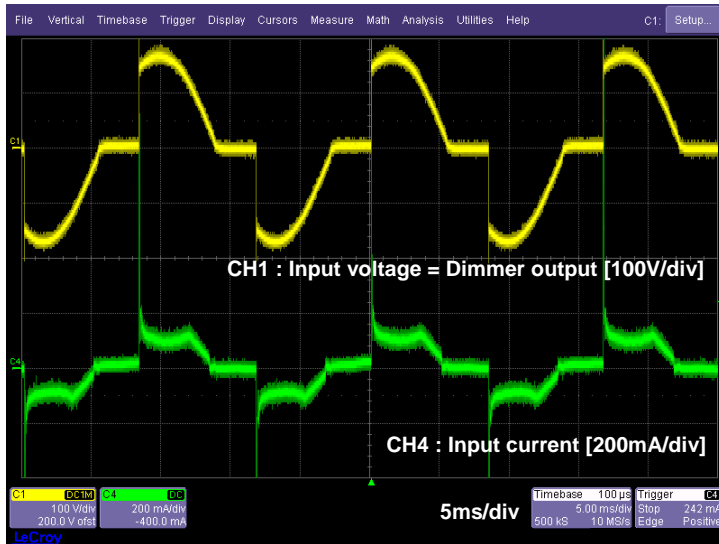 File Vertical Timebase Trigger Display Cursors Measure Math Analysis Utilities Help C1: Setup...
C1
CH1 : Input voltage = Dimmer output [100V/div]
C4
CH4 : Input current [200mA/div]
5ms/div
C1 DC1M
100 V/div
200.0 V ofst
C4 DC
200 mA/div
-400.0 mA
Timebase 100 µs
5.00 ms/div
500 kS 10 MS/s
Trigger C4
Stop 242 mA
Edge Positive
LeCroy